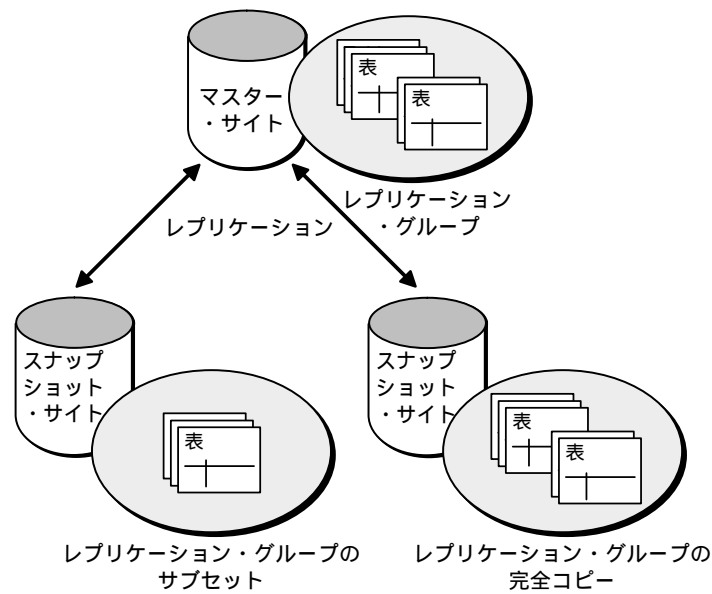 マスター
・サイト
表
表
レプリケーション
・グループ
レプリケーション
スナップ
ショット
・サイト
表
レプリケーション・グループの
サブセット
スナップ
ショット
・サイト
表
表
レプリケーション・グループの
完全コピー